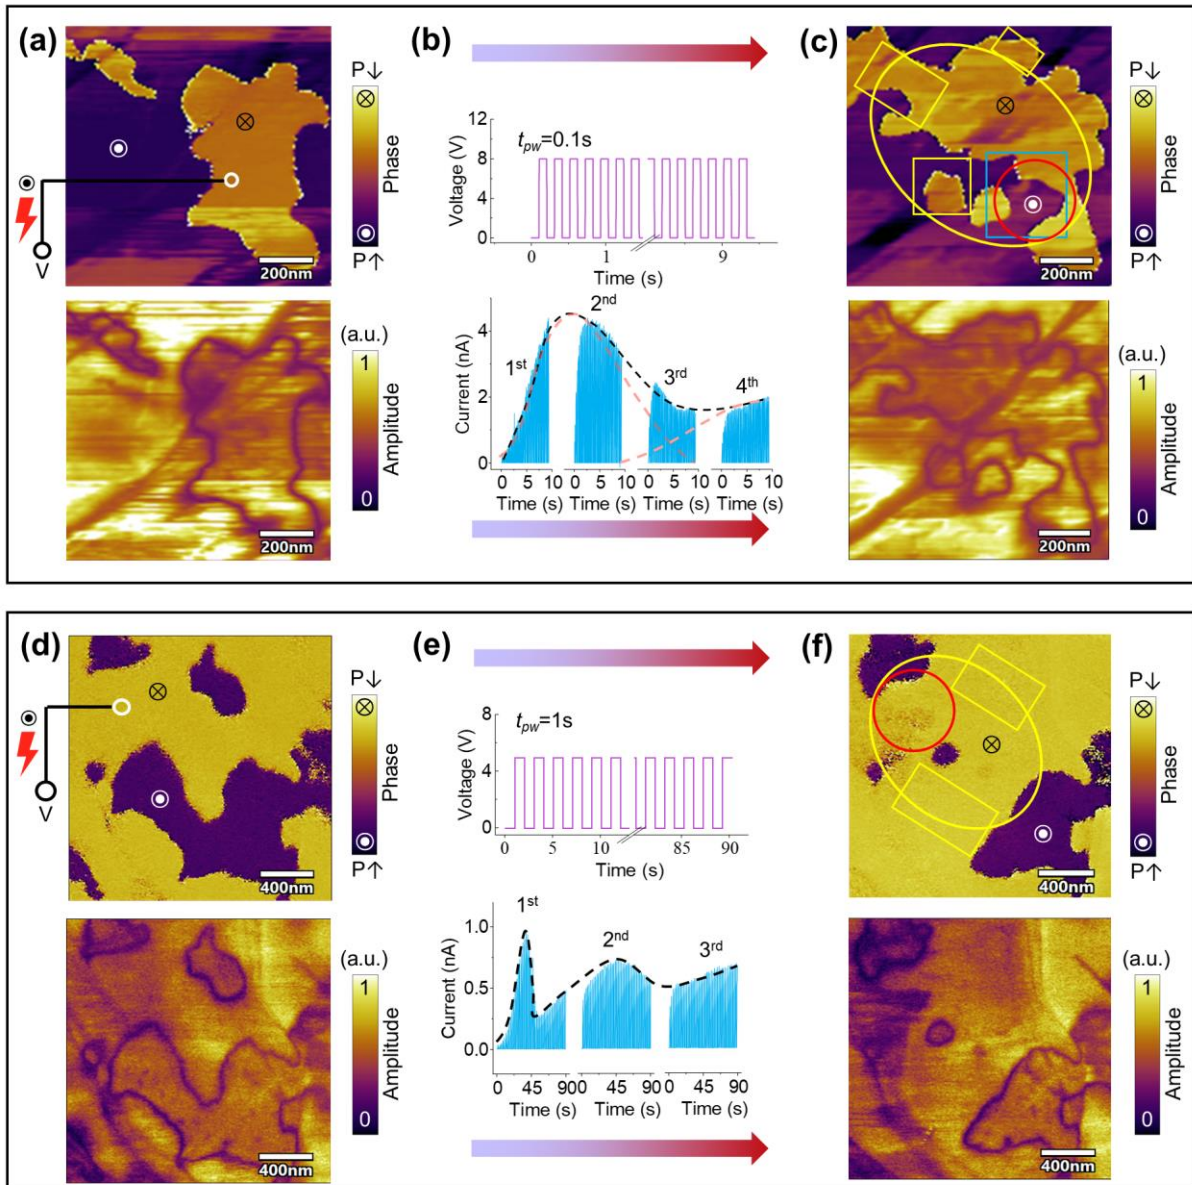 (a)
P↓
Phase
P↑
V
200nm
(a.u.)
1
Amplitude
0
200nm
(b)
12
8
4
0
Voltage (V)
tpw=0.1s
0 1 9
Time (s)
4
2
0
Current (nA)
1st
2nd
3rd
4th
0 5 10 0 5 10 0 5 10 0 5 10
Time (s) Time (s) Time (s) Time (s)
(c)
P↓
Phase
P↑
200nm
(a.u.)
1
Amplitude
0
200nm
(d)
P↓
Phase
P↑
V
400nm
(a.u.)
1
Amplitude
0
400nm
(e)
8
4
0
Voltage (V)
tpw=1s
0 5 10 85 90
Time (s)
1.0
0.5
0.0
Current (nA)
1st
2nd
3rd
0 45 90 0 45 90 0 45 90
Time (s) Time (s) Time (s)
(f)
P↓
Phase
P↑
400nm
(a.u.)
1
Amplitude
0
400nm